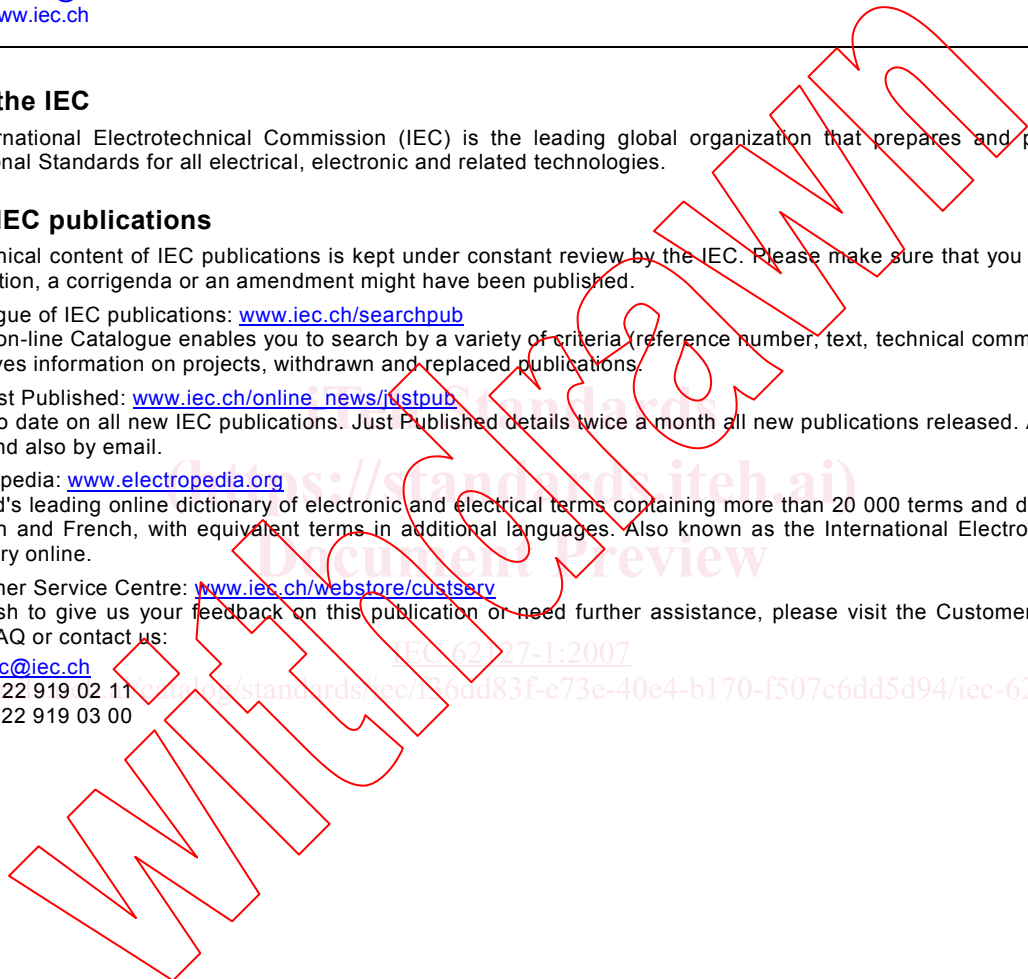 ww.iec.ch
the IEC
rnational Electrotechnical Commission (IEC) is the leading global organization that prepares and p
onal Standards for all electrical, electronic and related technologies.
IEC publications
nical content of IEC publications is kept under constant review by the IEC. Please make sure that you
tion, a corrigenda or an amendment might have been published.
gue of IEC publications: www.iec.ch/searchpub
on-line Catalogue enables you to search by a variety of criteria (reference number, text, technical comm
ves information on projects, withdrawn and replaced publications.
st Published: www.iec.ch/online_news/justpub
o date on all new IEC publications. Just Published details twice a month all new publications released. A
nd also by email.
pedia: www.electropedia.org
d's leading online dictionary of electronic and electrical terms containing more than 20 000 terms and d
n and French, with equivalent terms in additional languages. Also known as the International Electro
ry online.
mer Service Centre: www.iec.ch/webstore/custserv
sh to give us your feedback on this publication or need further assistance, please visit the Customer
AQ or contact us:
c@iec.ch
22 919 02 11
22 919 03 00
iTeh Standards
(https://standards.iteh.ai)
Document Preview
IEC 62127-1:2007
/catalog/standards/iec/f36dd83f-e73e-40e4-b170-f507c6dd5d94/iec-62
withdrawn